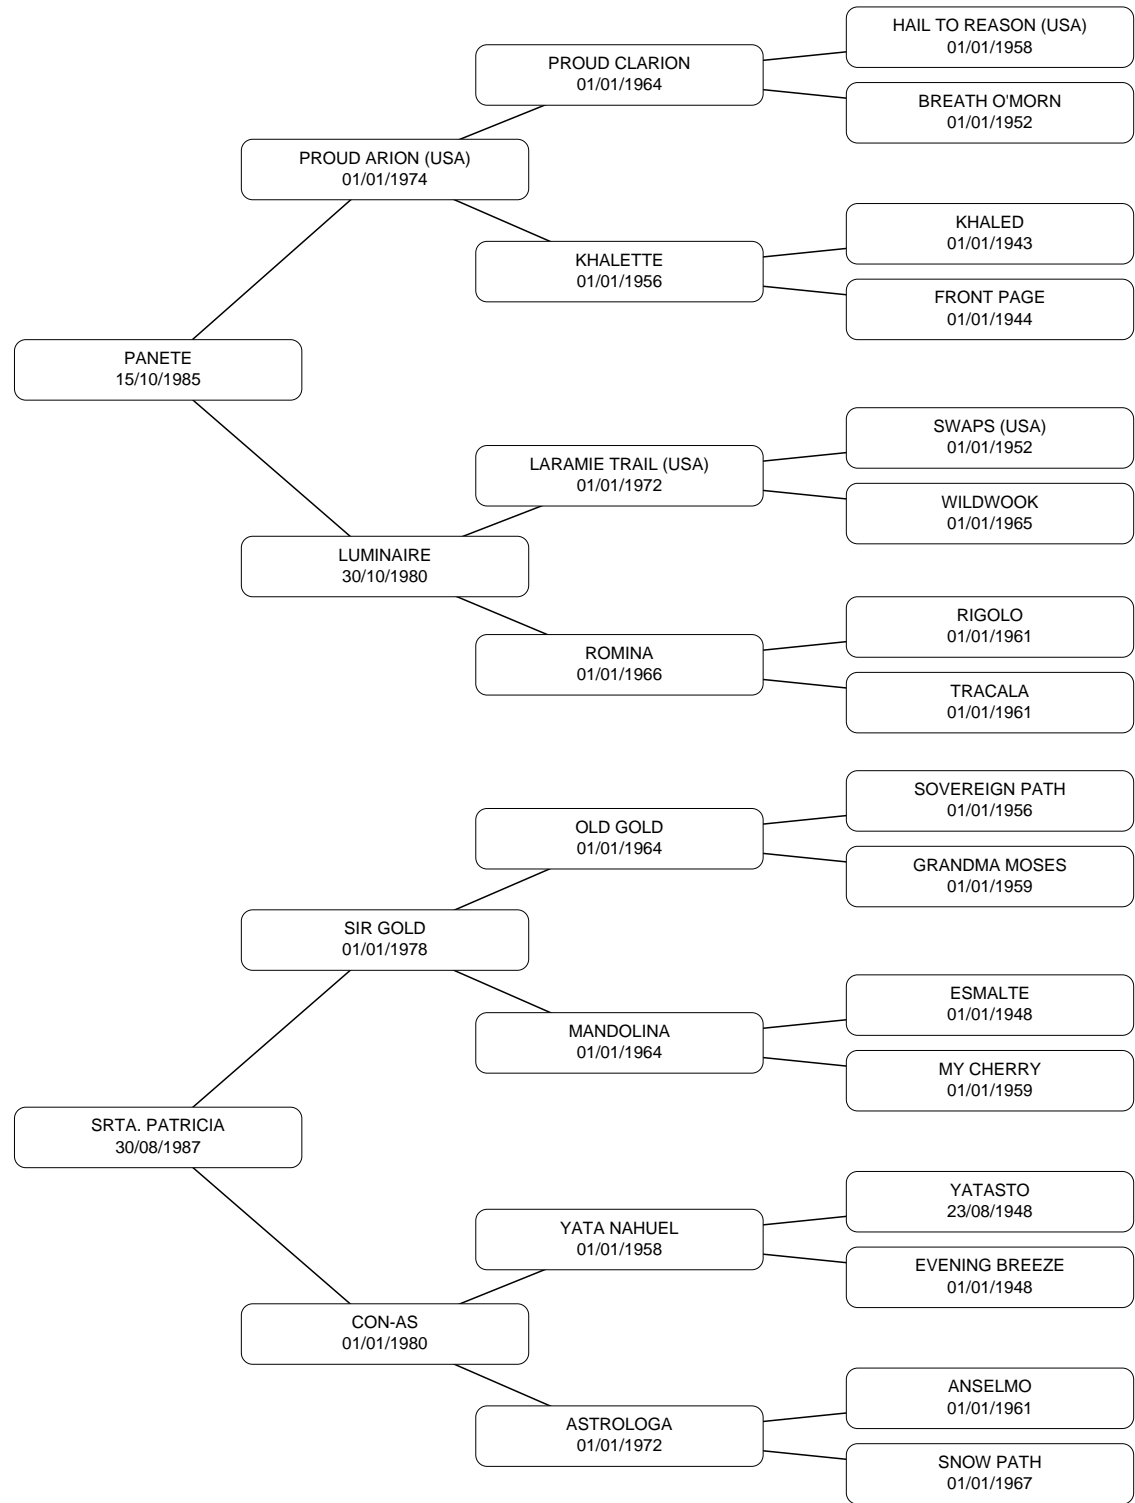 HAIL TO REASON (USA)
01/01/1958
PROUD CLARION
01/01/1964
BREATH O'MORN
01/01/1952
PROUD ARION (USA)
01/01/1974
KHALED
01/01/1943
KHALETTE
01/01/1956
FRONT PAGE
01/01/1944
PANETE
15/10/1985
SWAPS (USA)
01/01/1952
LARAMIE TRAIL (USA)
01/01/1972
WILDWOOK
01/01/1965
LUMINAIRE
30/10/1980
RIGOLO
01/01/1961
ROMINA
01/01/1966
TRACALA
01/01/1961
SOVEREIGN PATH
01/01/1956
OLD GOLD
01/01/1964
GRANDMA MOSES
01/01/1959
SIR GOLD
01/01/1978
ESMALTE
01/01/1948
MANDOLINA
01/01/1964
MY CHERRY
01/01/1959
SRTA. PATRICIA
30/08/1987
YATASTO
23/08/1948
YATA NAHUEL
01/01/1958
EVENING BREEZE
01/01/1948
CON-AS
01/01/1980
ANSELMO
01/01/1961
ASTROLOGA
01/01/1972
SNOW PATH
01/01/1967